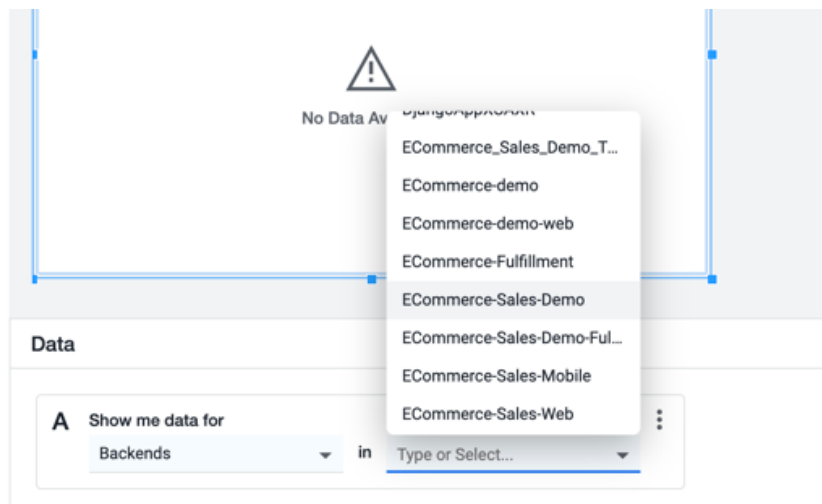 No Data Av
ECommerce_Sales_Demo_T...
ECommerce-demo
ECommerce-demo-web
ECommerce-Fulfillment
ECommerce-Sales-Demo
ECommerce-Sales-Demo-Ful...
ECommerce-Sales-Mobile
ECommerce-Sales-Web
Data
A Show me data for
Backends in Type or Select...